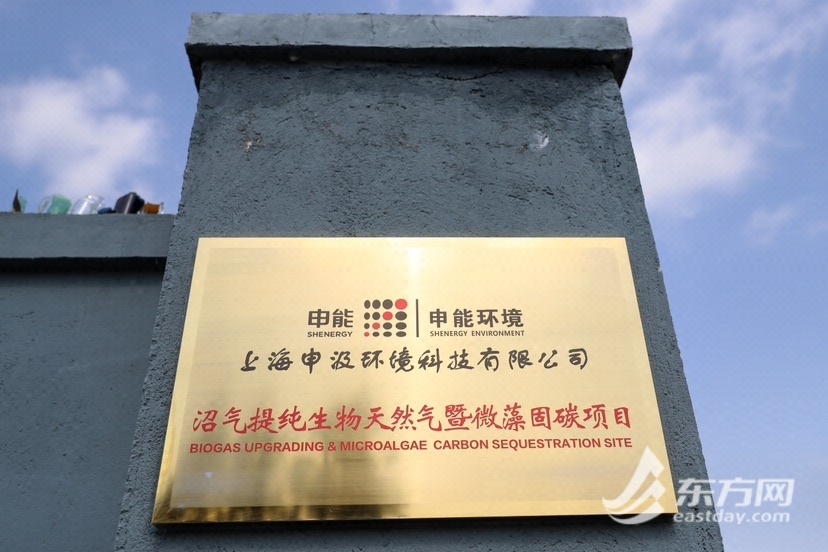 申能 | 申能环境
SHENERGY SHENERGY ENVIRONMENT
上海申汲环境科技有限公司
沼气提纯生物天然气暨微藻固碳项目
BIOGAS UPGRADING & MICROALGAE CARBON SEQUESTRATION SITE
东方网
eastday.com